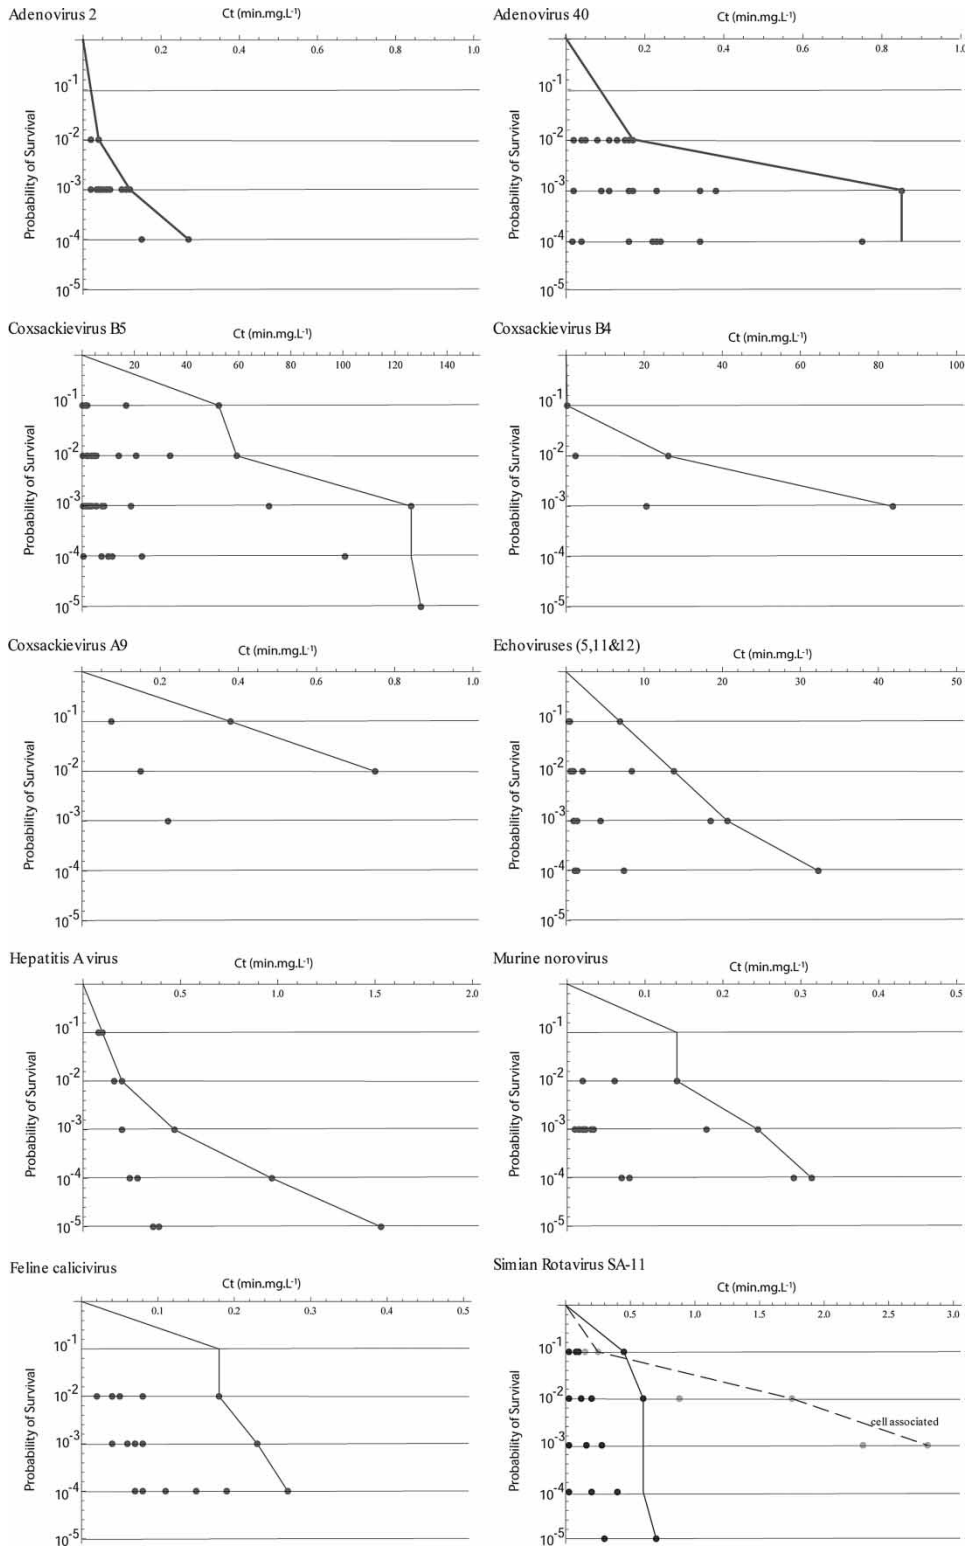 Adenovirus 2
Ct (min.mg.L⁻¹)
0.2 0.4 0.6 0.8 1.0
Probability of Survival
10⁻¹
10⁻²
10⁻³
10⁻⁴
10⁻⁵
Adenovirus 40
Ct (min.mg.L⁻¹)
0.2 0.4 0.6 0.8 1.0
Probability of Survival
10⁻¹
10⁻²
10⁻³
10⁻⁴
10⁻⁵
Coxsackievirus B5
Ct (min.mg.L⁻¹)
20 40 60 80 100 120 140
Probability of Survival
10⁻¹
10⁻²
10⁻³
10⁻⁴
10⁻⁵
Coxsackievirus B4
Ct (min.mg.L⁻¹)
20 40 60 80 100
Probability of Survival
10⁻¹
10⁻²
10⁻³
10⁻⁴
10⁻⁵
Coxsackievirus A9
Ct (min.mg.L⁻¹)
0.2 0.4 0.6 0.8 1.0
Probability of Survival
10⁻¹
10⁻²
10⁻³
10⁻⁴
10⁻⁵
Echoviruses (5,11&12)
Ct (min.mg.L⁻¹)
10 20 30 40 50
Probability of Survival
10⁻¹
10⁻²
10⁻³
10⁻⁴
10⁻⁵
Hepatitis A virus
Ct (min.mg.L⁻¹)
0.5 1.0 1.5 2.0
Probability of Survival
10⁻¹
10⁻²
10⁻³
10⁻⁴
10⁻⁵
Murine norovirus
Ct (min.mg.L⁻¹)
0.1 0.2 0.3 0.4 0.5
Probability of Survival
10⁻¹
10⁻²
10⁻³
10⁻⁴
10⁻⁵
Feline calicivirus
Ct (min.mg.L⁻¹)
0.1 0.2 0.3 0.4 0.5
Probability of Survival
10⁻¹
10⁻²
10⁻³
10⁻⁴
10⁻⁵
Simian Rotavirus SA-11
Ct (min.mg.L⁻¹)
0.5 1.0 1.5 2.0 2.5 3.0
Probability of Survival
10⁻¹
10⁻²
cell associated
10⁻³
10⁻⁴
10⁻⁵